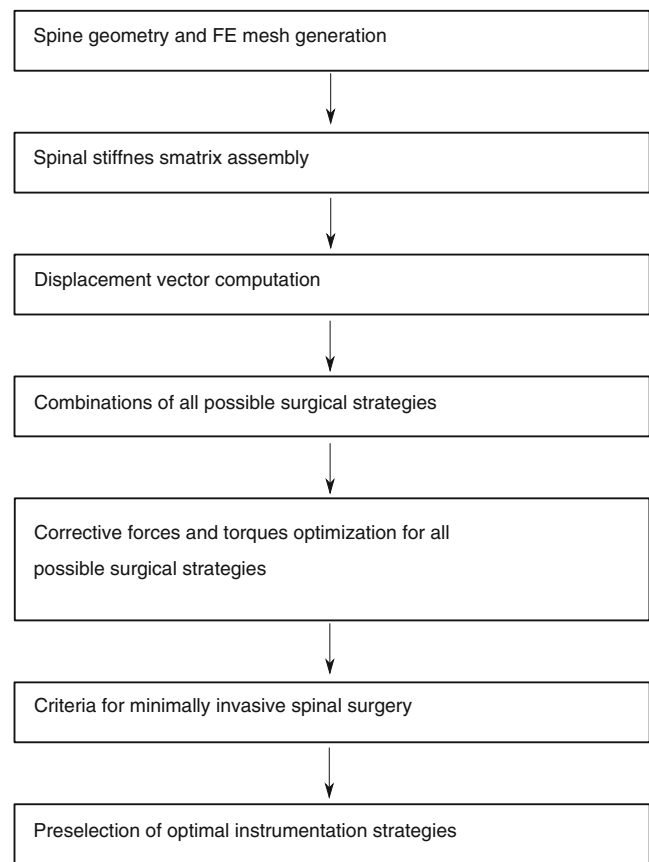 Spine geometry and FE mesh generation
Spinal stiffnes smatrix assembly
Displacement vector computation
Combinations of all possible surgical strategies
Corrective forces and torques optimization for all
possible surgical strategies
Criteria for minimally invasive spinal surgery
Preselection of optimal instrumentation strategies